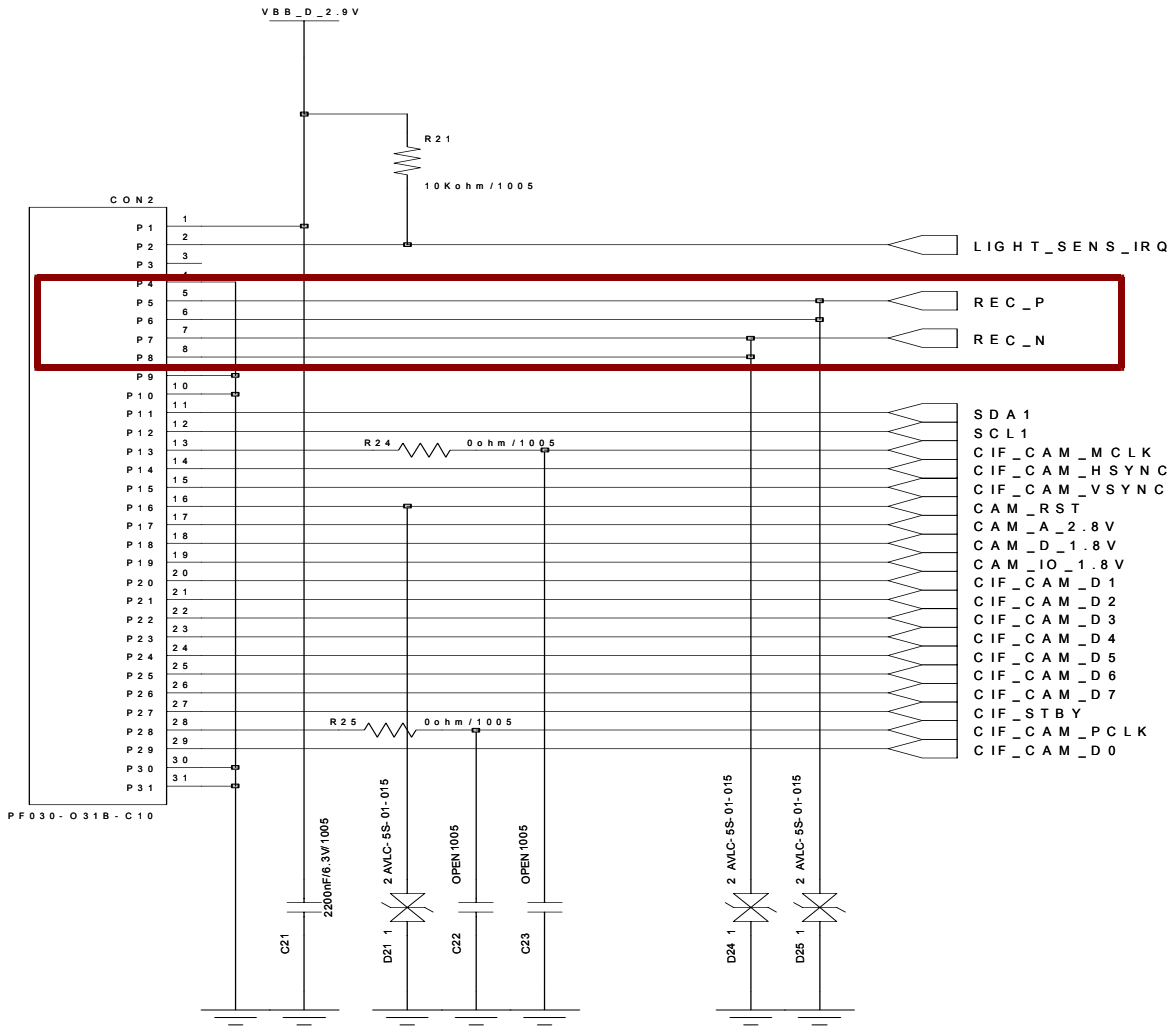 VBB_D_2.9V
R21
10Kohm/1005
CON2
P1 1
P2 2 LIGHT_SENS_IRQ
P3 3
P4
P5 5 REC_P
P6 6
P7 7 REC_N
P8 8
P9
P10 10
P11 11 SDA1
P12 12 SCL1
P13 13 R24 0ohm/1005 CIF_CAM_MCLK
P14 14 CIF_CAM_HSYNC
P15 15 CIF_CAM_VSYNC
P16 16 CAM_RST
P17 17 CAM_A_2.8V
P18 18 CAM_D_1.8V
P19 19 CAM_IO_1.8V
P20 20 CIF_CAM_D1
P21 21 CIF_CAM_D2
P22 22 CIF_CAM_D3
P23 23 CIF_CAM_D4
P24 24 CIF_CAM_D5
P25 25 CIF_CAM_D6
P26 26 CIF_CAM_D7
P27 27 CIF_STBY
P28 28 R25 0ohm/1005 CIF_CAM_PCLK
P29 29 CIF_CAM_D0
P30 30
P31 31
PF030-O31B-C10
C21 2200nF/6.3V/1005
D21 1 2 AVLC-5S-01-015
C22 OPEN1005
C23 OPEN1005
D24 1 2 AVLC-5S-01-015
D25 1 2 AVLC-5S-01-015